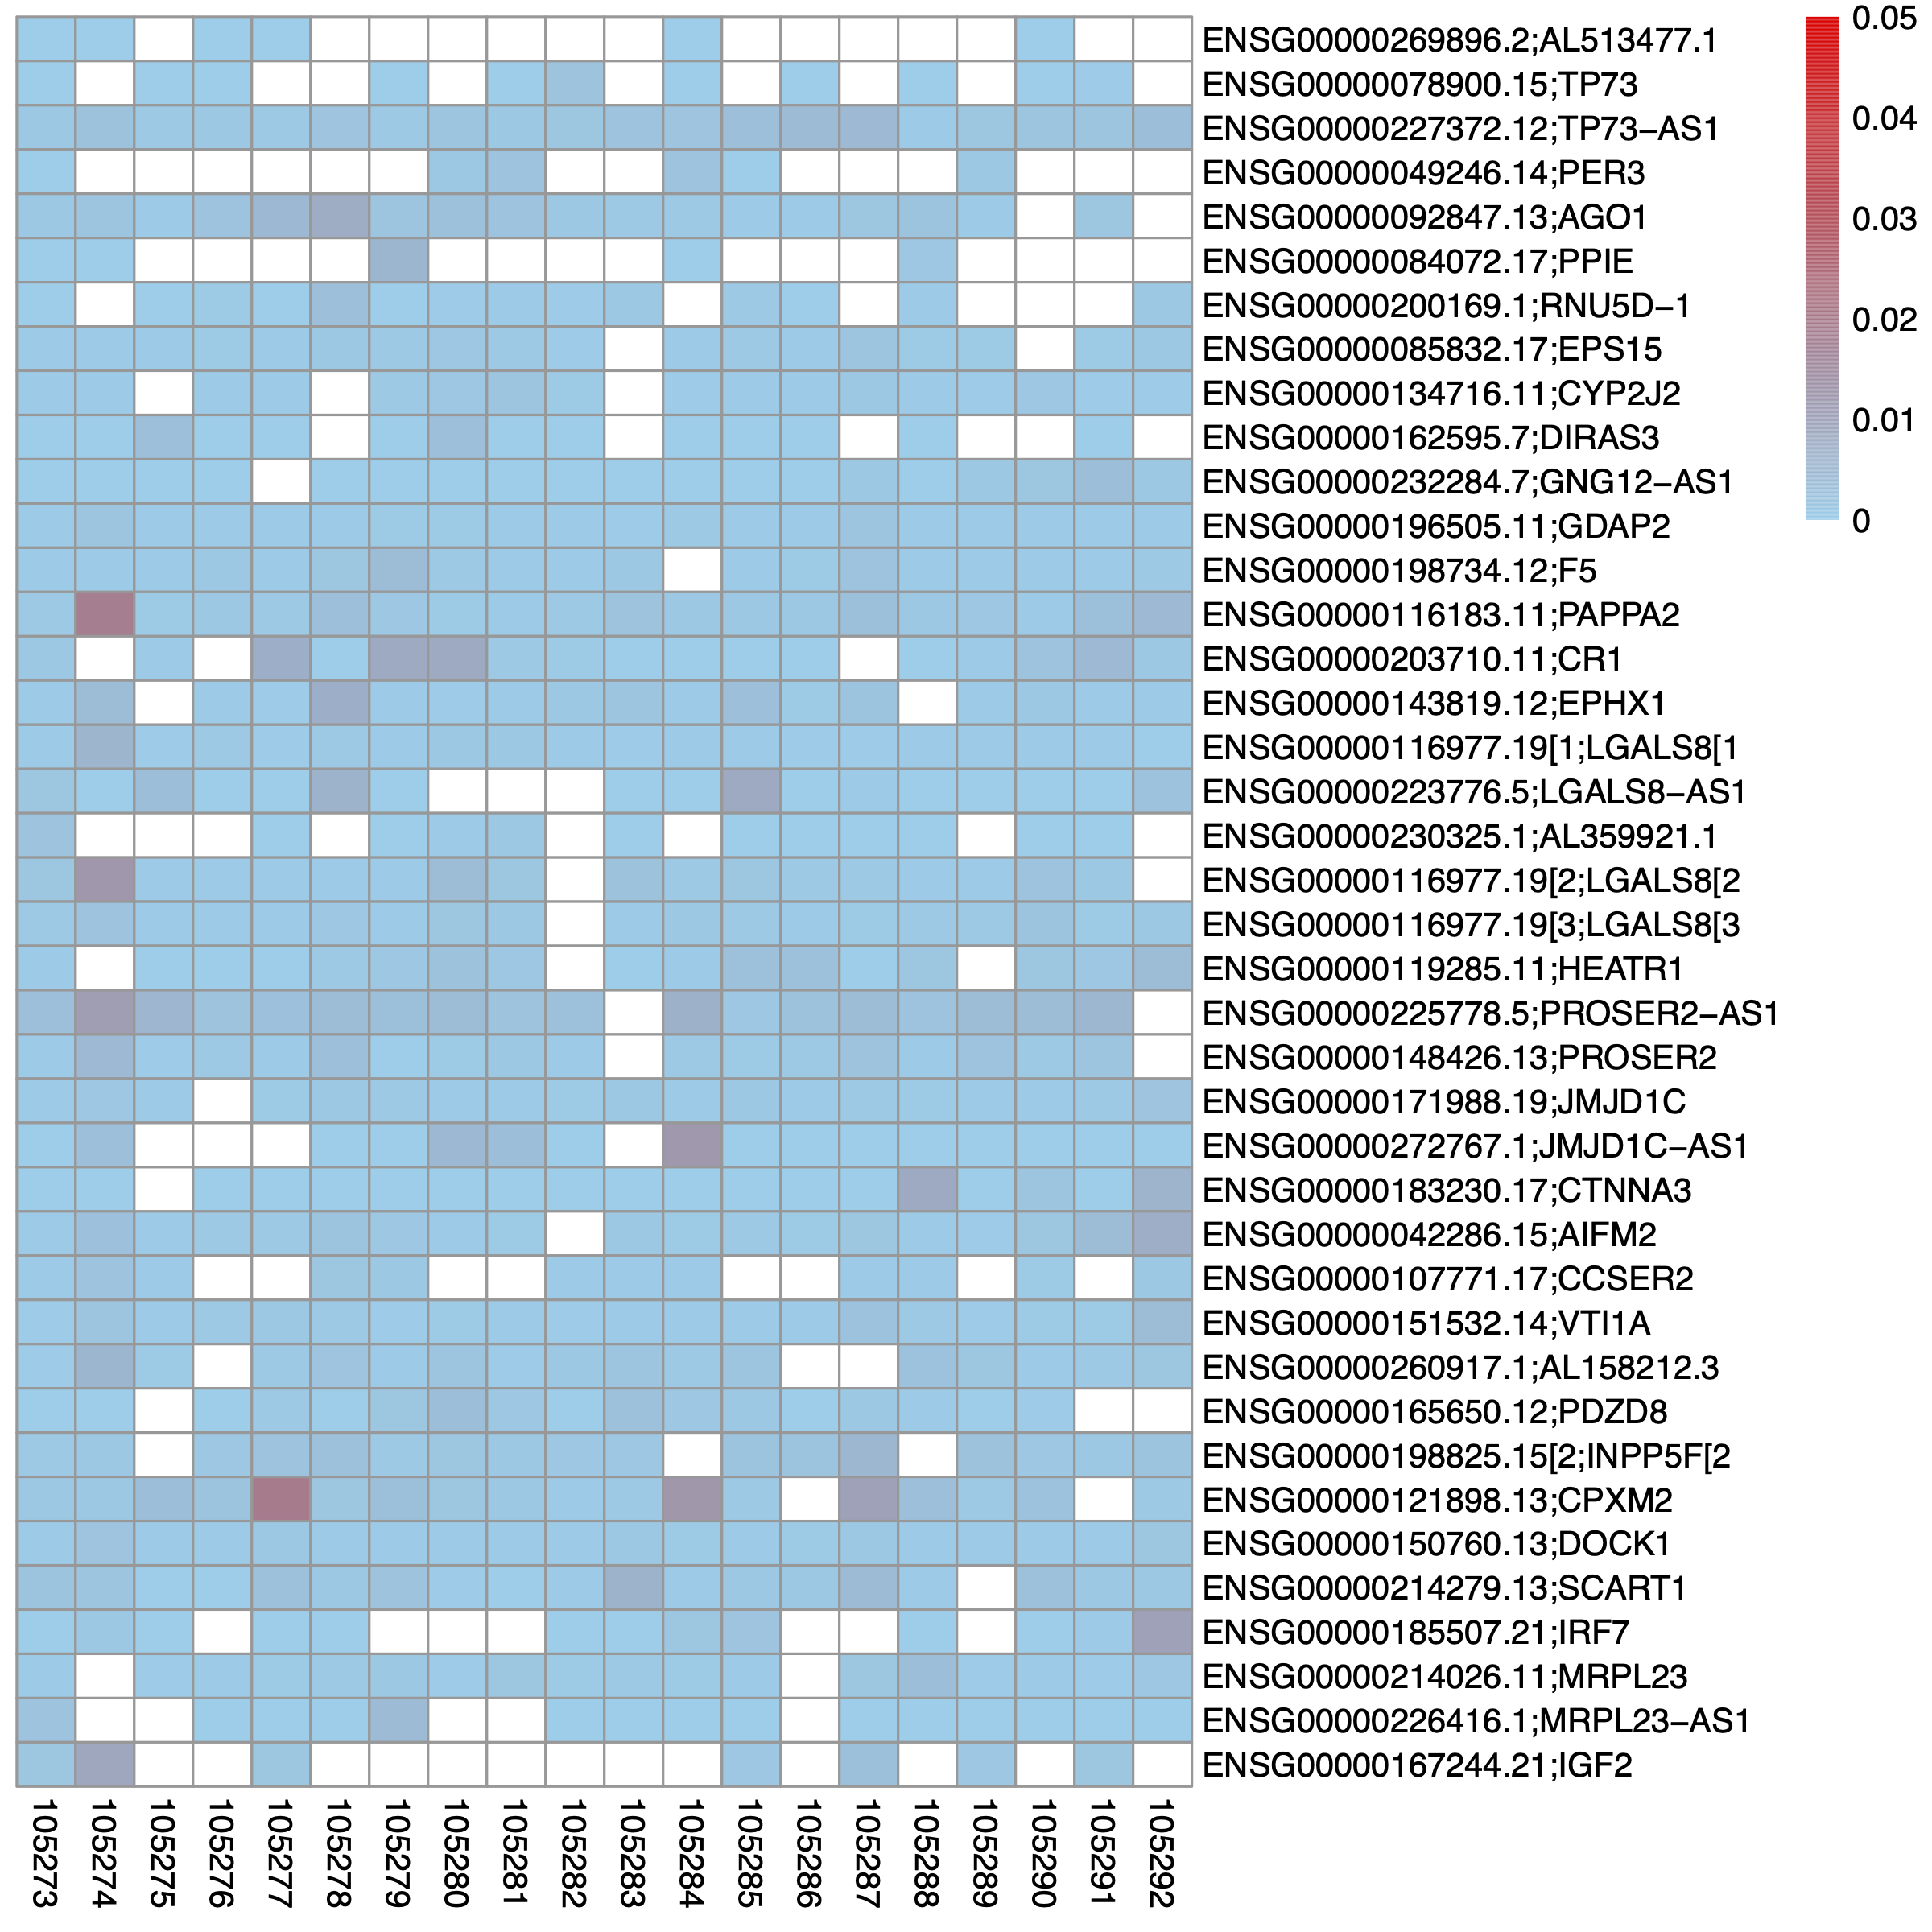 ENSG00000269896.2;AL513477.1
ENSG00000078900.15;TP73
ENSG00000227372.12;TP73−AS1
ENSG00000049246.14;PER3
ENSG00000092847.13;AGO1
ENSG00000084072.17;PPIE
ENSG00000200169.1;RNU5D−1
ENSG00000085832.17;EPS15
ENSG00000134716.11;CYP2J2
ENSG00000162595.7;DIRAS3
ENSG00000232284.7;GNG12−AS1
ENSG00000196505.11;GDAP2
ENSG00000198734.12;F5
ENSG00000116183.11;PAPPA2
ENSG00000203710.11;CR1
ENSG00000143819.12;EPHX1
ENSG00000116977.19[1;LGALS8[1
ENSG00000223776.5;LGALS8−AS1
ENSG00000230325.1;AL359921.1
ENSG00000116977.19[2;LGALS8[2
ENSG00000116977.19[3;LGALS8[3
ENSG00000119285.11;HEATR1
ENSG00000225778.5;PROSER2−AS1
ENSG00000148426.13;PROSER2
ENSG00000171988.19;JMJD1C
ENSG00000272767.1;JMJD1C−AS1
ENSG00000183230.17;CTNNA3
ENSG00000042286.15;AIFM2
ENSG00000107771.17;CCSER2
ENSG00000151532.14;VTI1A
ENSG00000260917.1;AL158212.3
ENSG00000165650.12;PDZD8
ENSG00000198825.15[2;INPP5F[2
ENSG00000121898.13;CPXM2
ENSG00000150760.13;DOCK1
ENSG00000214279.13;SCART1
ENSG00000185507.21;IRF7
ENSG00000214026.11;MRPL23
ENSG00000226416.1;MRPL23−AS1
ENSG00000167244.21;IGF2
0.05
0.04
0.03
0.02
0.01
0
105273
105274
105275
105276
105277
105278
105279
105280
105281
105282
105283
105284
105285
105286
105287
105288
105289
105290
105291
105292